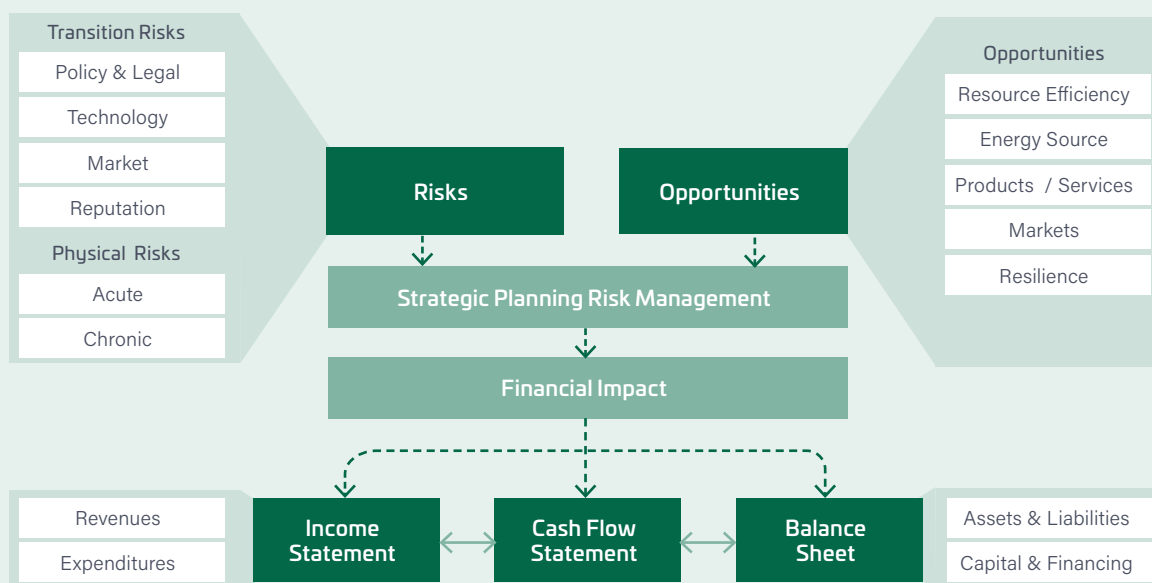 Transition Risks
Policy & Legal
Technology
Market
Reputation
Physical Risks
Acute
Chronic
Risks
Opportunities
Opportunities
Resource Efficiency
Energy Source
Products / Services
Markets
Resilience
Strategic Planning Risk Management
Financial Impact
Revenues
Expenditures
Income
Statement
Cash Flow
Statement
Balance
Sheet
Assets & Liabilities
Capital & Financing